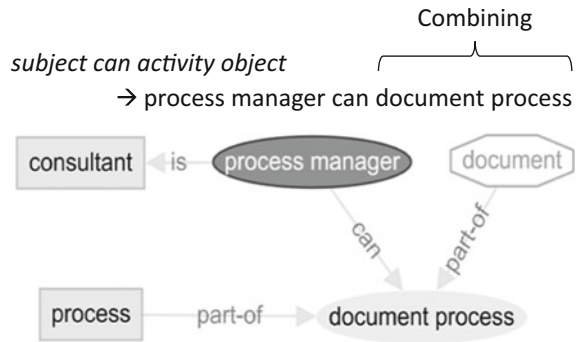 Combining
subject can activity object
→ process manager can document process
consultant
is
process manager
document
can
part-of
process
part-of
document process